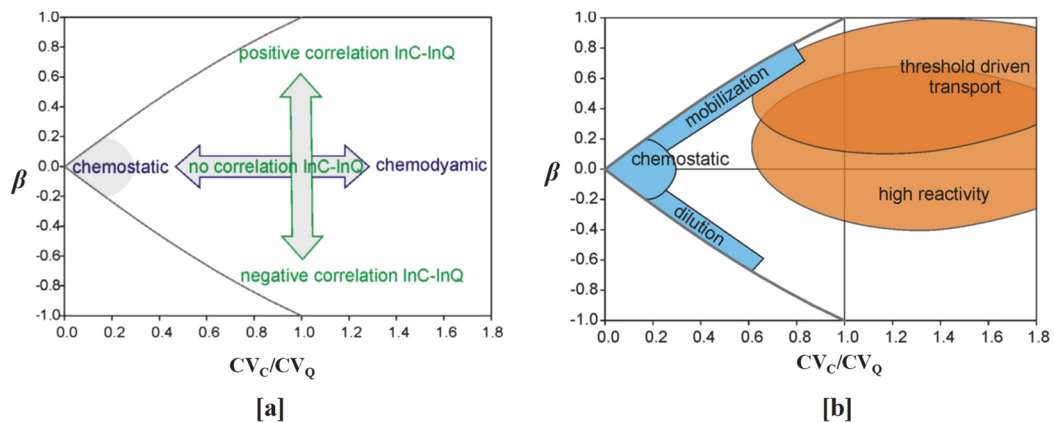 1.0
0.8
0.6
0.4
0.2
0.0
-0.2
-0.4
-0.6
-0.8
-1.0
β
positive correlation lnC-lnQ
chemostatic
no correlation lnC-lnQ
chemodyamic
negative correlation lnC-lnQ
0.0 0.2 0.4 0.6 0.8 1.0 1.2 1.4 1.6 1.8
CVC/CVQ
[a]
1.0
0.8
0.6
0.4
0.2
0.0
-0.2
-0.4
-0.6
-0.8
-1.0
β
mobilization
threshold driven
transport
chemostatic
high reactivity
dilution
0.0 0.2 0.4 0.6 0.8 1.0 1.2 1.4 1.6 1.8
CVC/CVQ
[b]